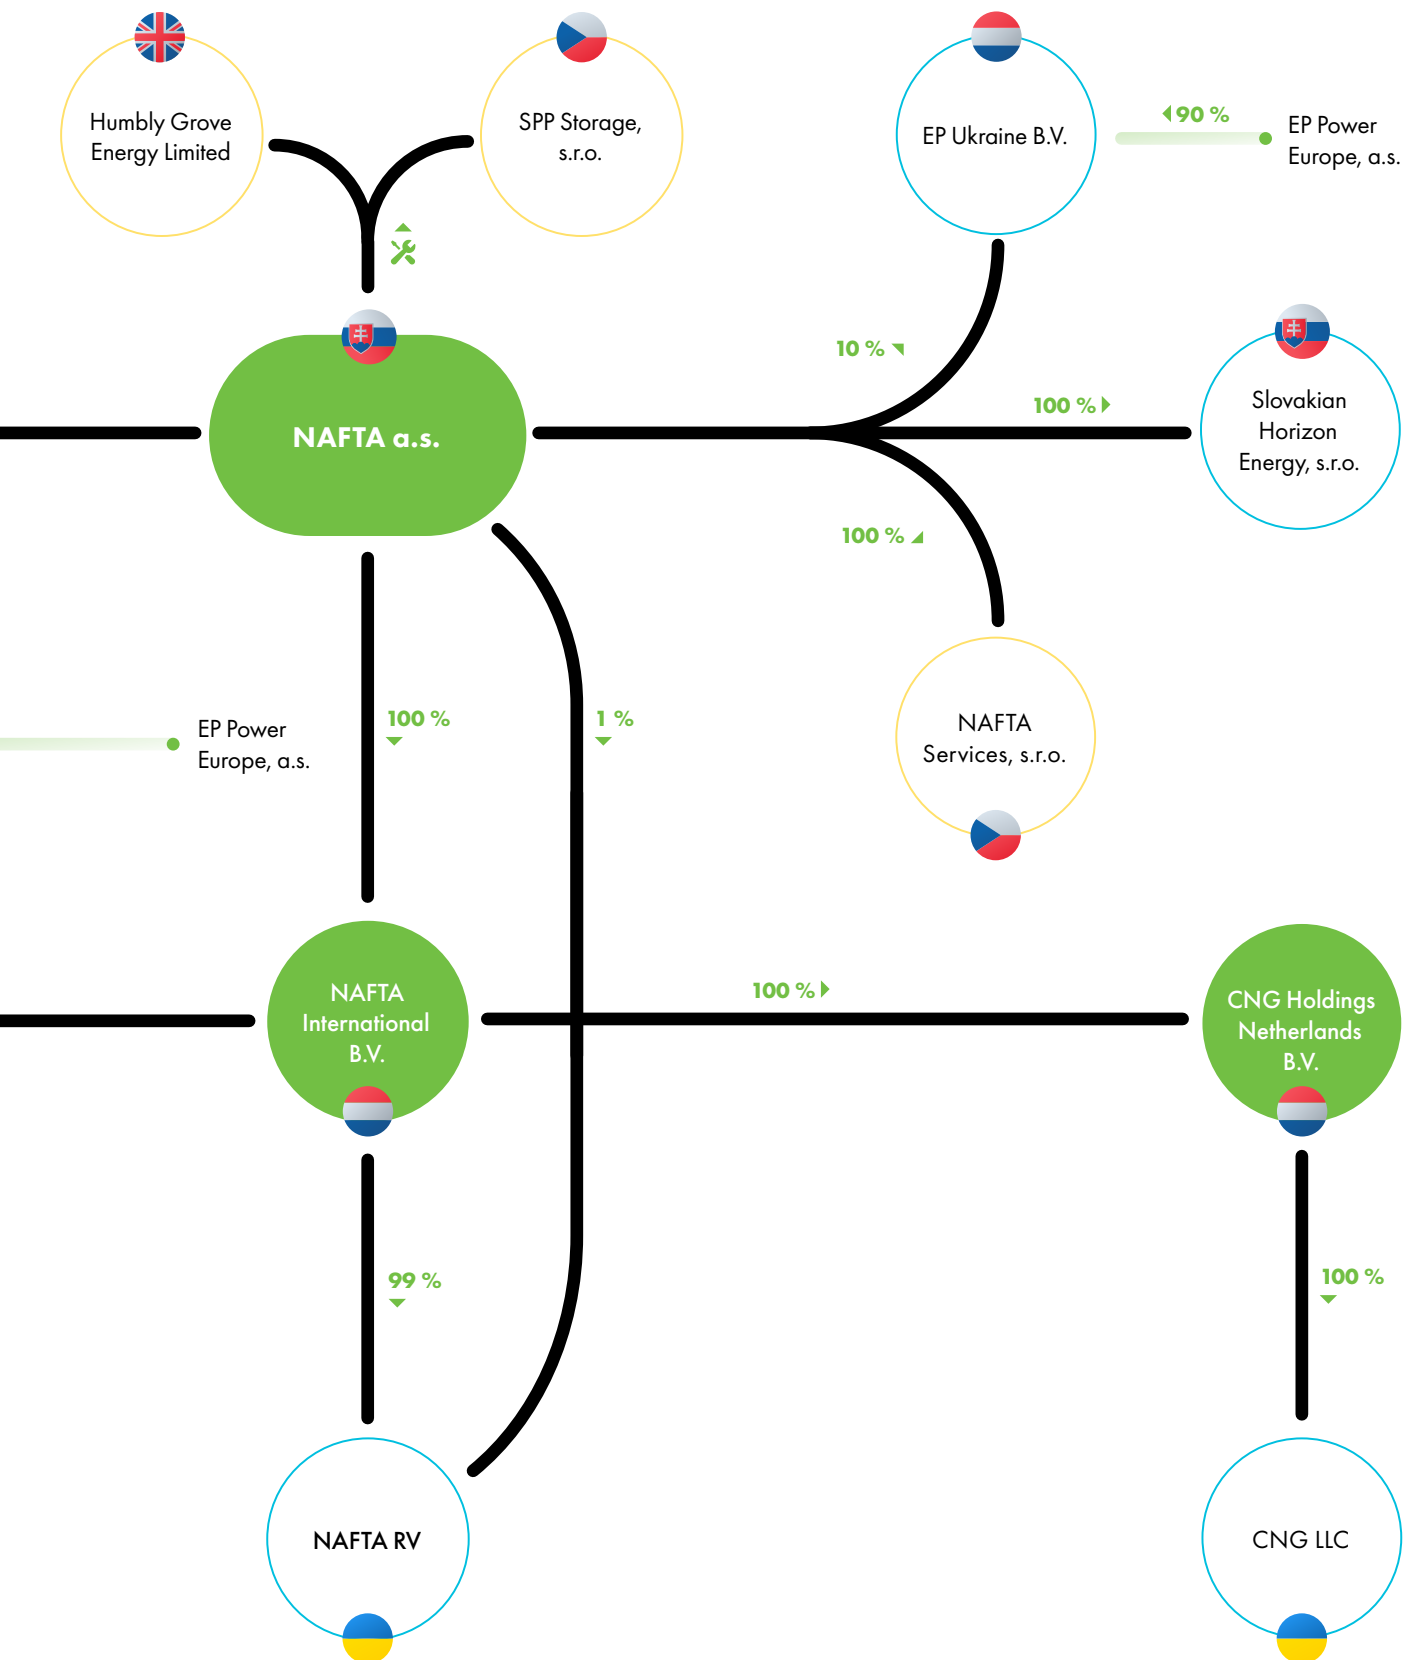 Humbly Grove
Energy Limited
SPP Storage,
s.r.o.
EP Ukraine B.V.
90 %
EP Power
Europe, a.s.
10 %
100 %
Slovakian
Horizon
Energy, s.r.o.
NAFTA a.s.
100 %
NAFTA
Services, s.r.o.
EP Power
Europe, a.s.
100 %
1 %
NAFTA
International
B.V.
100 %
CNG Holdings
Netherlands
B.V.
99 %
100 %
NAFTA RV
CNG LLC